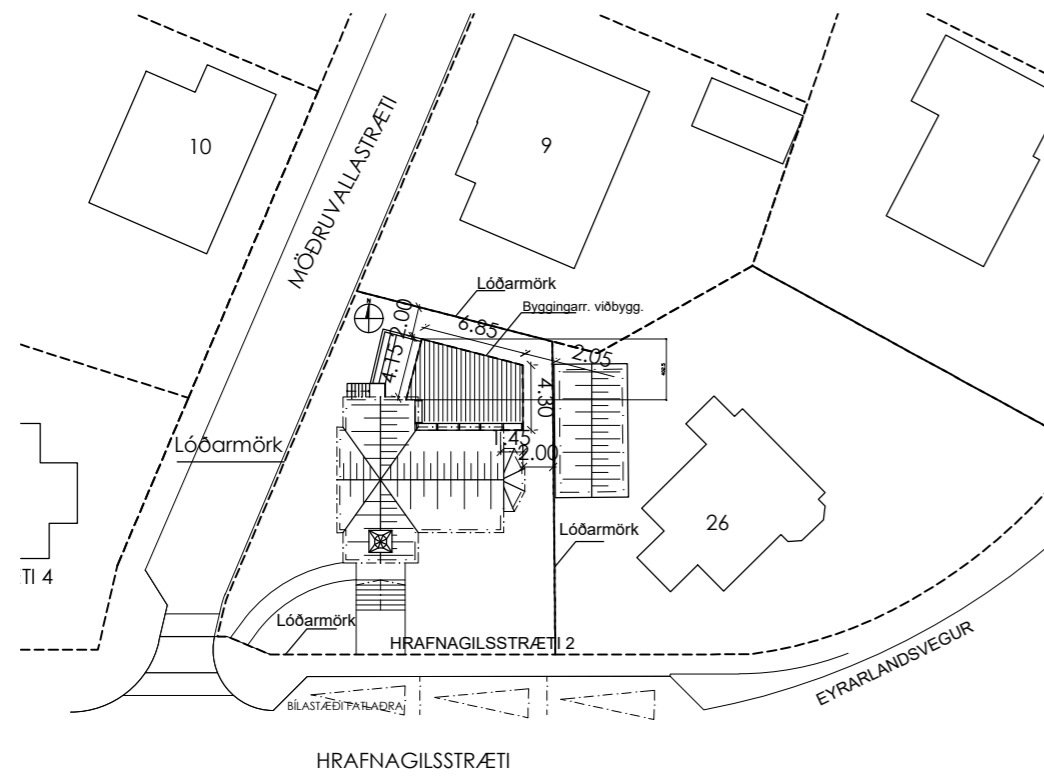 10
9
MÖÐRUVALLASTRÆTI
Lóðarmörk
Byggingarr. viðbygg.
N
2.00
6.85
2.05
4.15
4.30
1.45
2.00
Lóðarmörk
26
Lóðarmörk
TI 4
Lóðarmörk
HRAFNAGILSSTRÆTI 2
EYRARLANDSVEGUR
BÍLASTÆÐI FATLAÐRA
HRAFNAGILSSTRÆTI